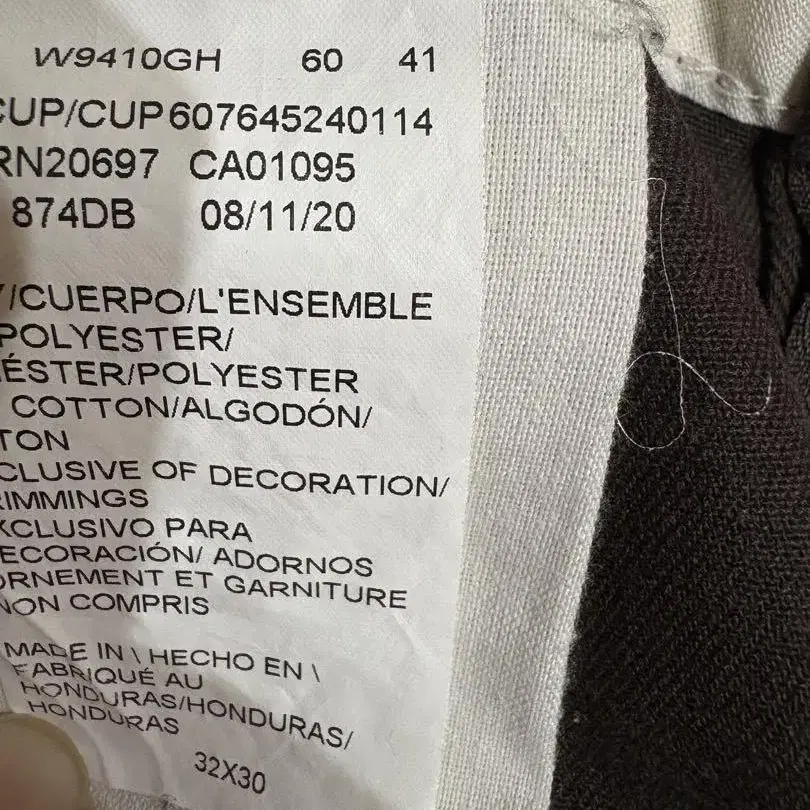 W9410GH 60 41
CUP/CUP 607645240114
RN20697 CA01095
874DB 08/11/20
/CUERPO/L'ENSEMBLE
POLYESTER/
ÉSTER/POLYESTER
COTTON/ALGODÓN/
TON
CLUSIVE OF DECORATION/
RIMMINGS
XCLUSIVO PARA
ECORACIÓN/ ADORNOS
ORNEMENT ET GARNITURE
NON COMPRIS
MADE IN \ HECHO EN \
FABRIQUÉ AU
HONDURAS/HONDURAS/
HONDURAS
32X30